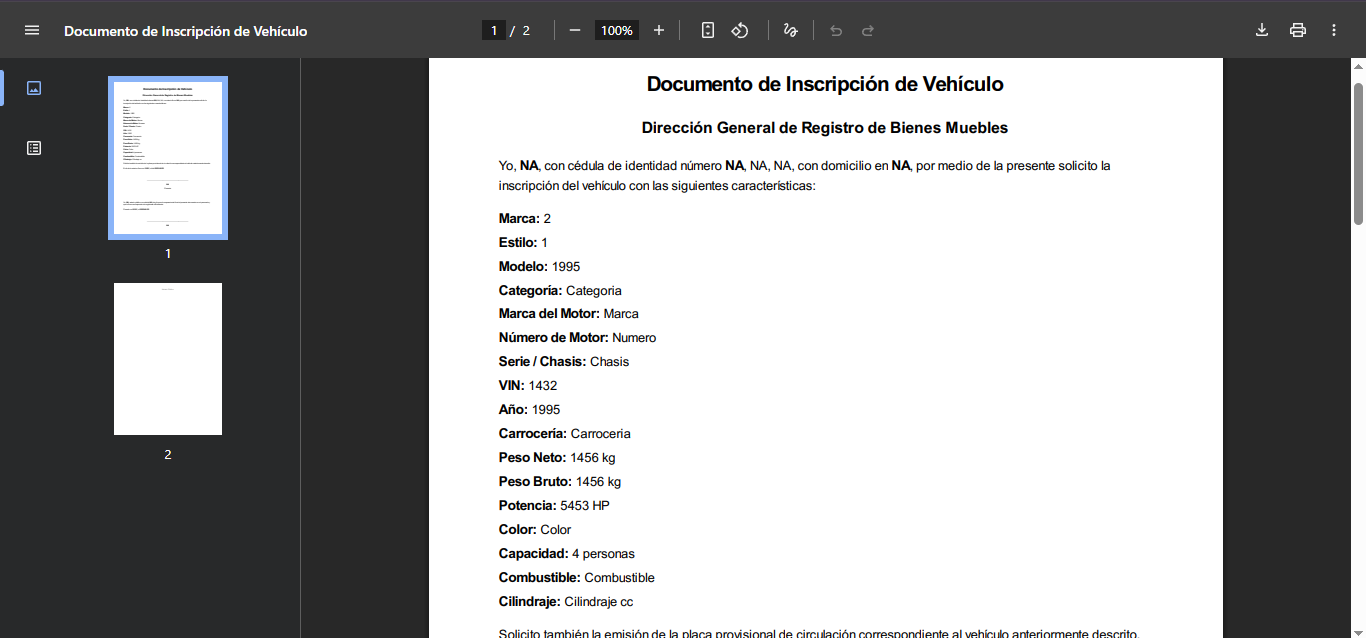 Documento de Inscripción de Vehículo
1 / 2
100%
1
2
Documento de Inscripción de Vehículo
Dirección General de Registro de Bienes Muebles
Yo, NA, con cédula de identidad número NA, NA, NA, con domicilio en NA, por medio de la presente solicito la
inscripción del vehículo con las siguientes características:
Marca: 2
Estilo: 1
Modelo: 1995
Categoría: Categoria
Marca del Motor: Marca
Número de Motor: Numero
Serie / Chasis: Chasis
VIN: 1432
Año: 1995
Carrocería: Carroceria
Peso Neto: 1456 kg
Peso Bruto: 1456 kg
Potencia: 5453 HP
Color: Color
Capacidad: 4 personas
Combustible: Combustible
Cilindraje: Cilindraje cc
Solicito también la emisión de la placa provisional de circulación correspondiente al vehículo anteriormente descrito.